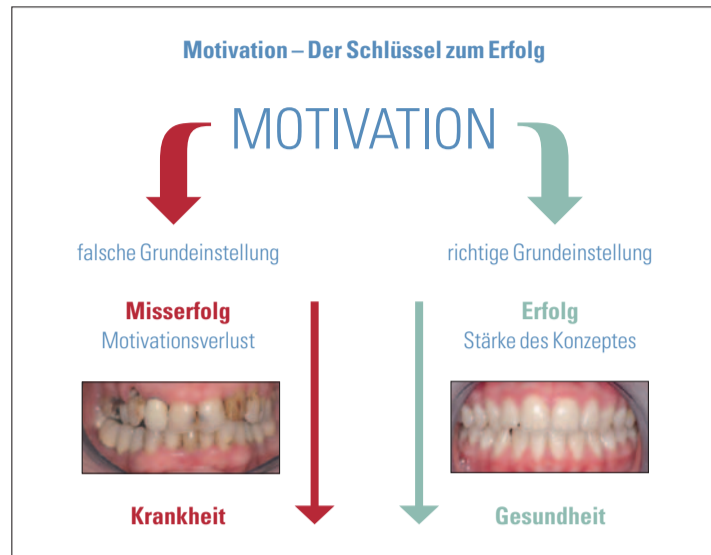 Motivation – Der Schlüssel zum Erfolg
MOTIVATION
falsche Grundeinstellung
richtige Grundeinstellung
Misserfolg
Motivationsverlust
Erfolg
Stärke des Konzeptes
Krankheit
Gesundheit